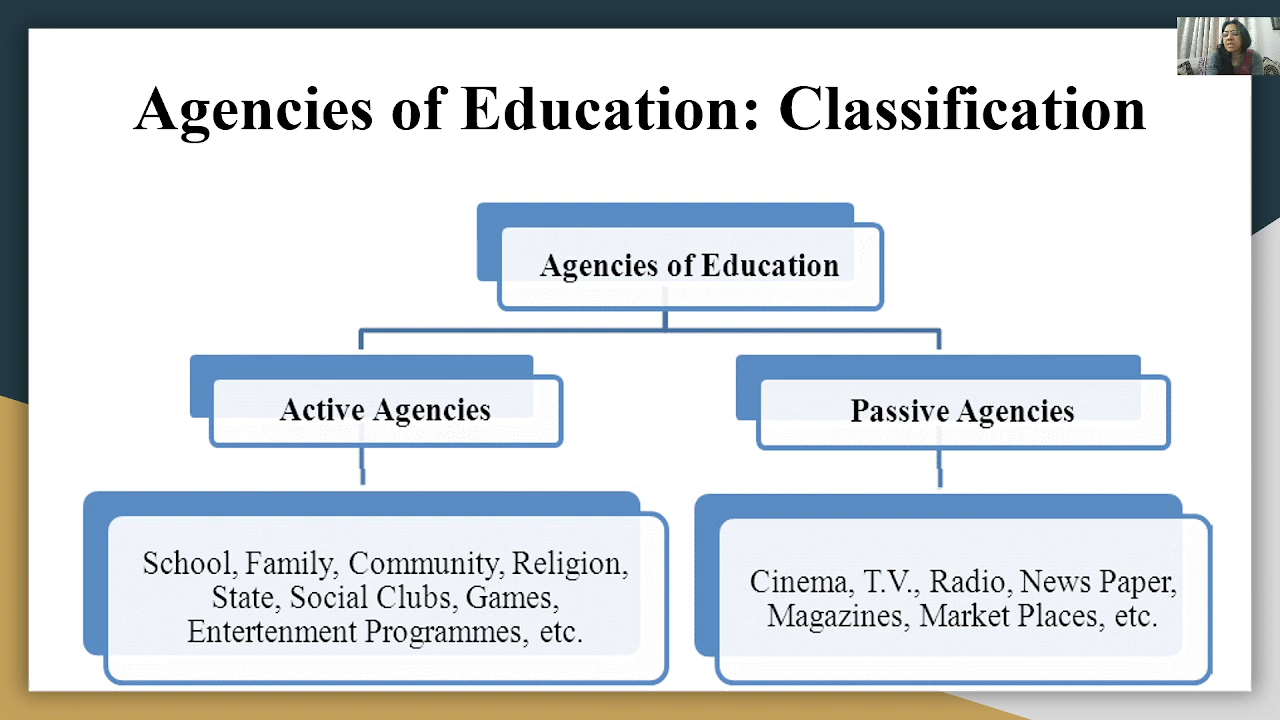 Agencies of Education: Classification
Agencies of Education
Active Agencies
Passive Agencies
School, Family, Community, Religion,
State, Social Clubs, Games,
Entertenment Programmes, etc.
Cinema, T.V., Radio, News Paper,
Magazines, Market Places, etc.